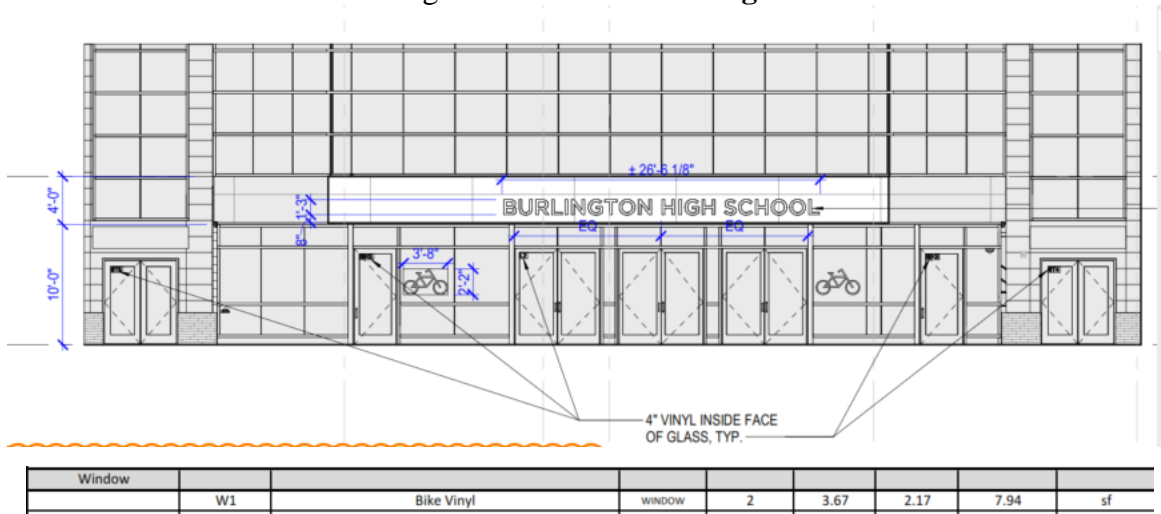 ± 26'-6 1/8"
4'-0"
1'-3"
BURLINGTON HIGH SCHOOL
8"
EQ EQ
3'-8"
2'-2"
10'-0"
4" VINYL INSIDE FACE
OF GLASS, TYP.
Window
W1 Bike Vinyl WINDOW 2 3.67 2.17 7.94 sf